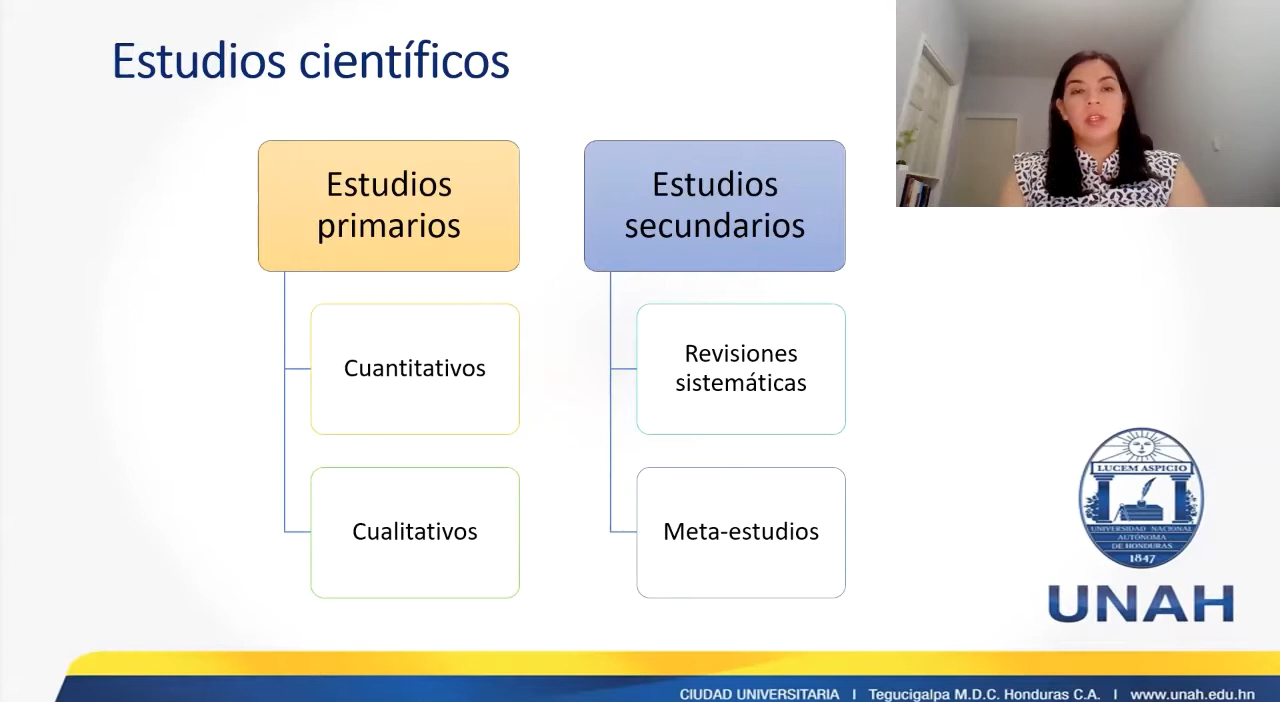 Estudios científicos
Estudios
primarios
Cuantitativos
Cualitativos
Estudios
secundarios
Revisiones
sistemáticas
Meta-estudios
LUCEM ASPICIO
UNIVERSIDAD NACIONAL
AUTÓNOMA
DE HONDURAS
1847
UNAH
CIUDAD UNIVERSITARIA I Tegucigalpa M.D.C. Honduras C.A. I www.unah.edu.hn